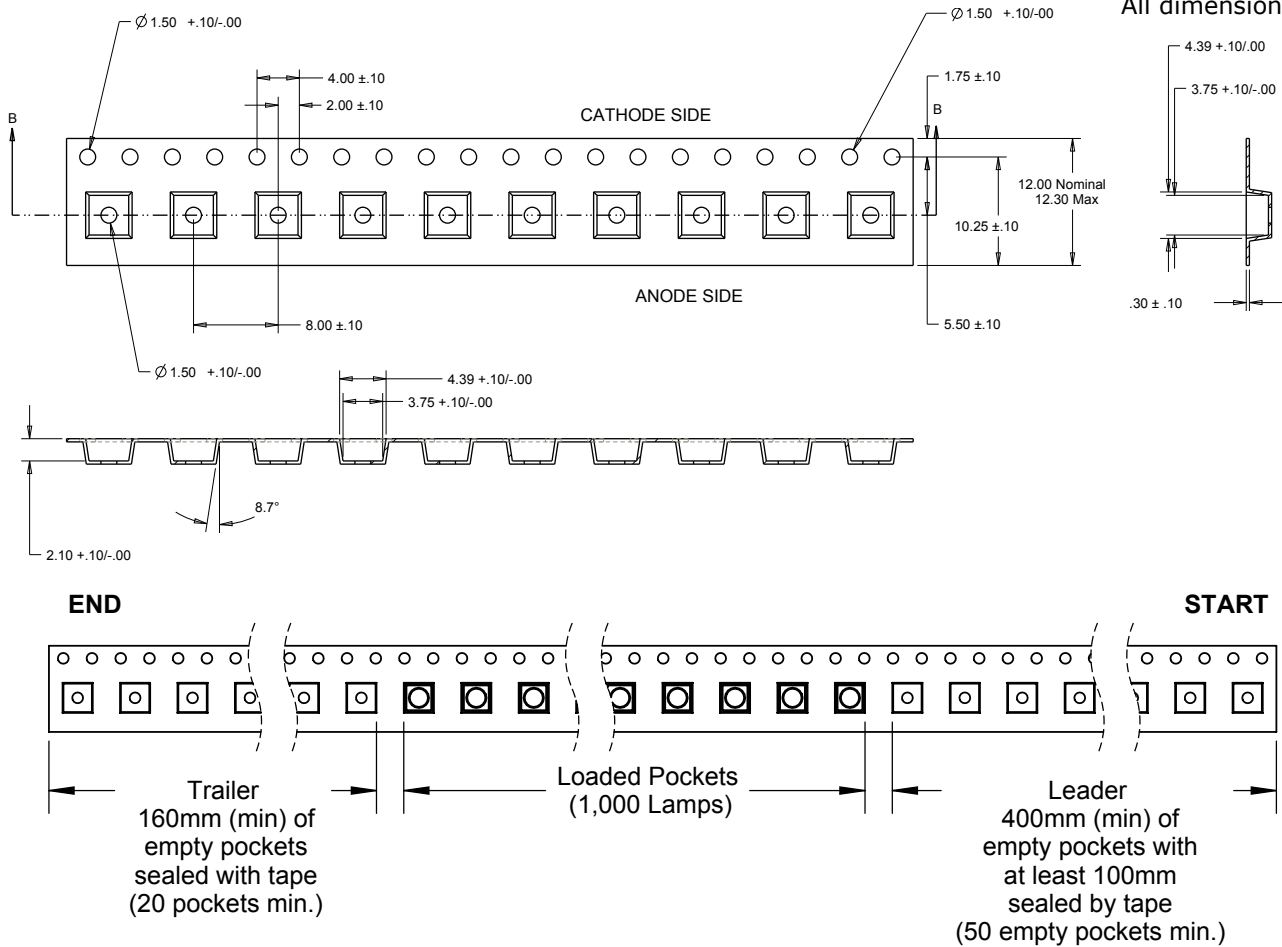 All dimension
Ø 1.50 +.10/-.00
Ø 1.50 +.10/-00
4.39 +.10/.00
4.00 ±.10
1.75 ±.10
3.75 +.10/-.00
2.00 ±.10
B
CATHODE SIDE
B
12.00 Nominal
12.30 Max
10.25 ±.10
ANODE SIDE
.30 ± .10
8.00 ±.10
5.50 ±.10
Ø 1.50 +.10/-.00
4.39 +.10/-.00
3.75 +.10/-.00
8.7°
2.10 +.10/-.00
END
START
Trailer
160mm (min) of
empty pockets
sealed with tape
(20 pockets min.)
Loaded Pockets
(1,000 Lamps)
Leader
400mm (min) of
empty pockets with
at least 100mm
sealed by tape
(50 empty pockets min.)